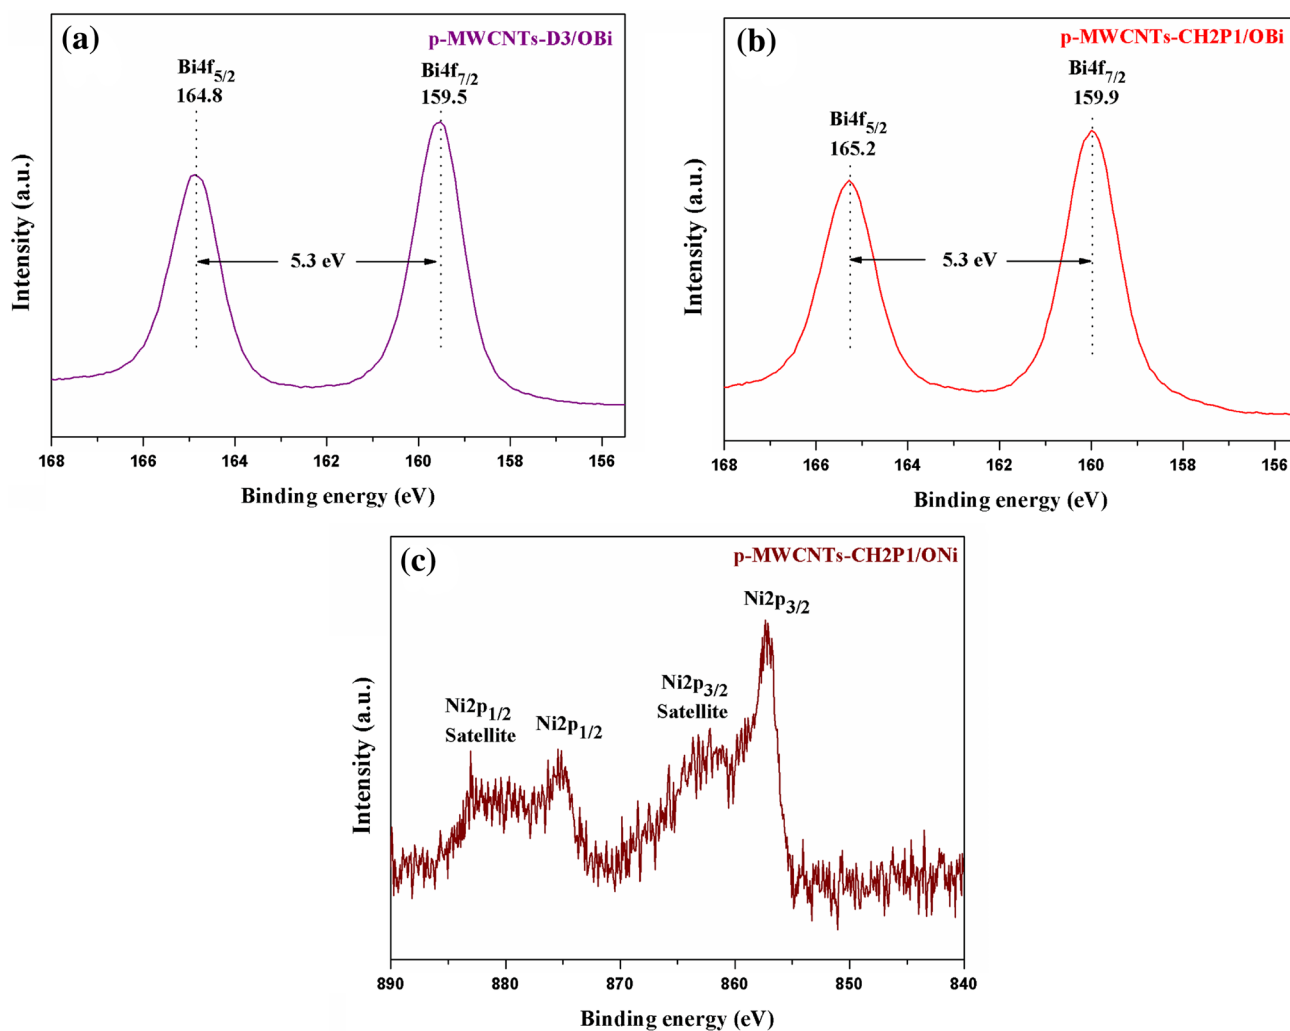 (a)
p-MWCNTs-D3/OBi
Bi4f5/2
164.8
Bi4f7/2
159.5
5.3 eV
Intensity (a.u.)
168 166 164 162 160 158 156
Binding energy (eV)
(b)
p-MWCNTs-CH2P1/OBi
Bi4f7/2
159.9
Bi4f5/2
165.2
5.3 eV
Intensity (a.u.)
168 166 164 162 160 158 156
Binding energy (eV)
(c)
p-MWCNTs-CH2P1/ONi
Ni2p3/2
Ni2p3/2
Satellite
Ni2p1/2
Satellite
Ni2p1/2
Intensity (a.u.)
890 880 870 860 850 840
Binding energy (eV)